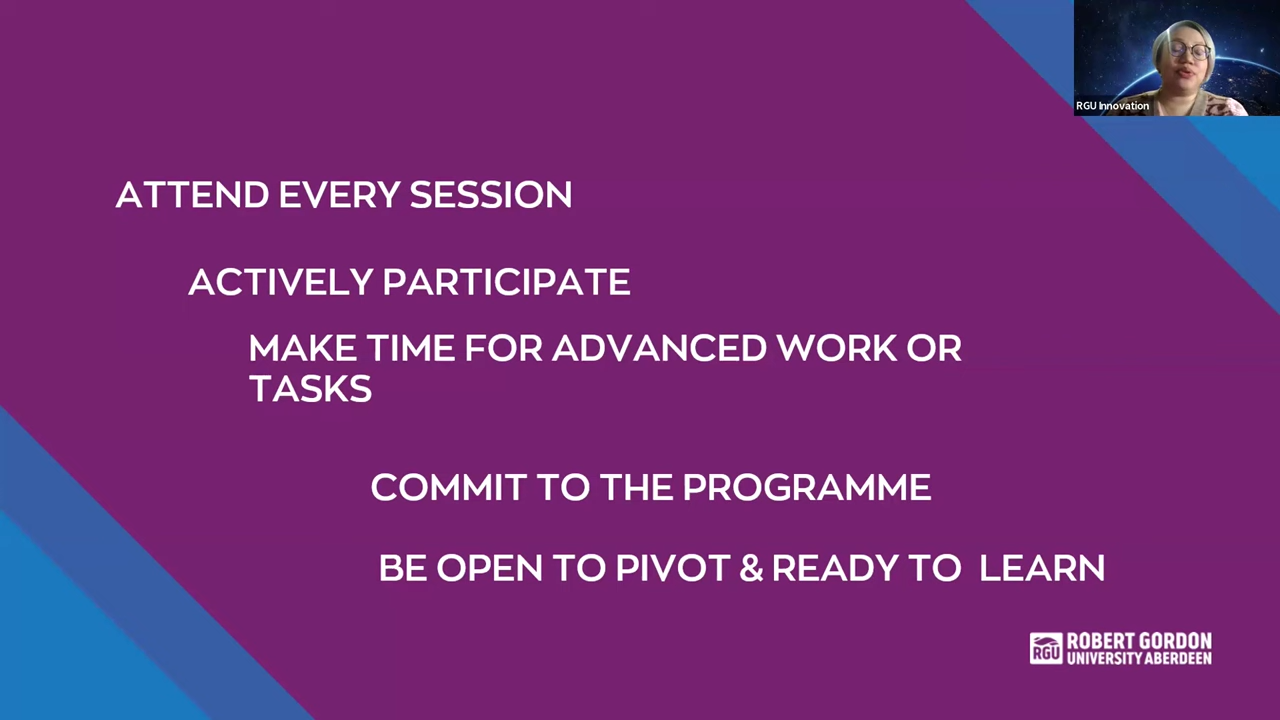 RGU Innovation
ATTEND EVERY SESSION
ACTIVELY PARTICIPATE
MAKE TIME FOR ADVANCED WORK OR
TASKS
COMMIT TO THE PROGRAMME
BE OPEN TO PIVOT & READY TO LEARN
RGU
ROBERT GORDON
UNIVERSITY ABERDEEN